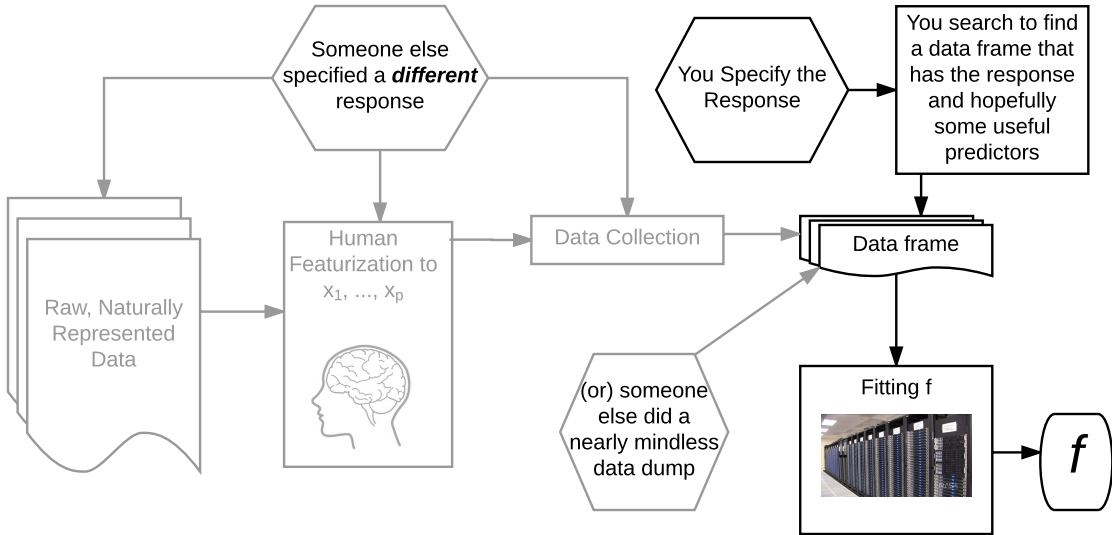 Someone else
specified a different
response
You Specify the
Response
You search to find
a data frame that
has the response
and hopefully
some useful
predictors
Raw, Naturally
Represented
Data
Human
Featurization to
x₁, ..., xₚ
Data Collection
Data frame
(or) someone
else did a
nearly mindless
data dump
Fitting f
f